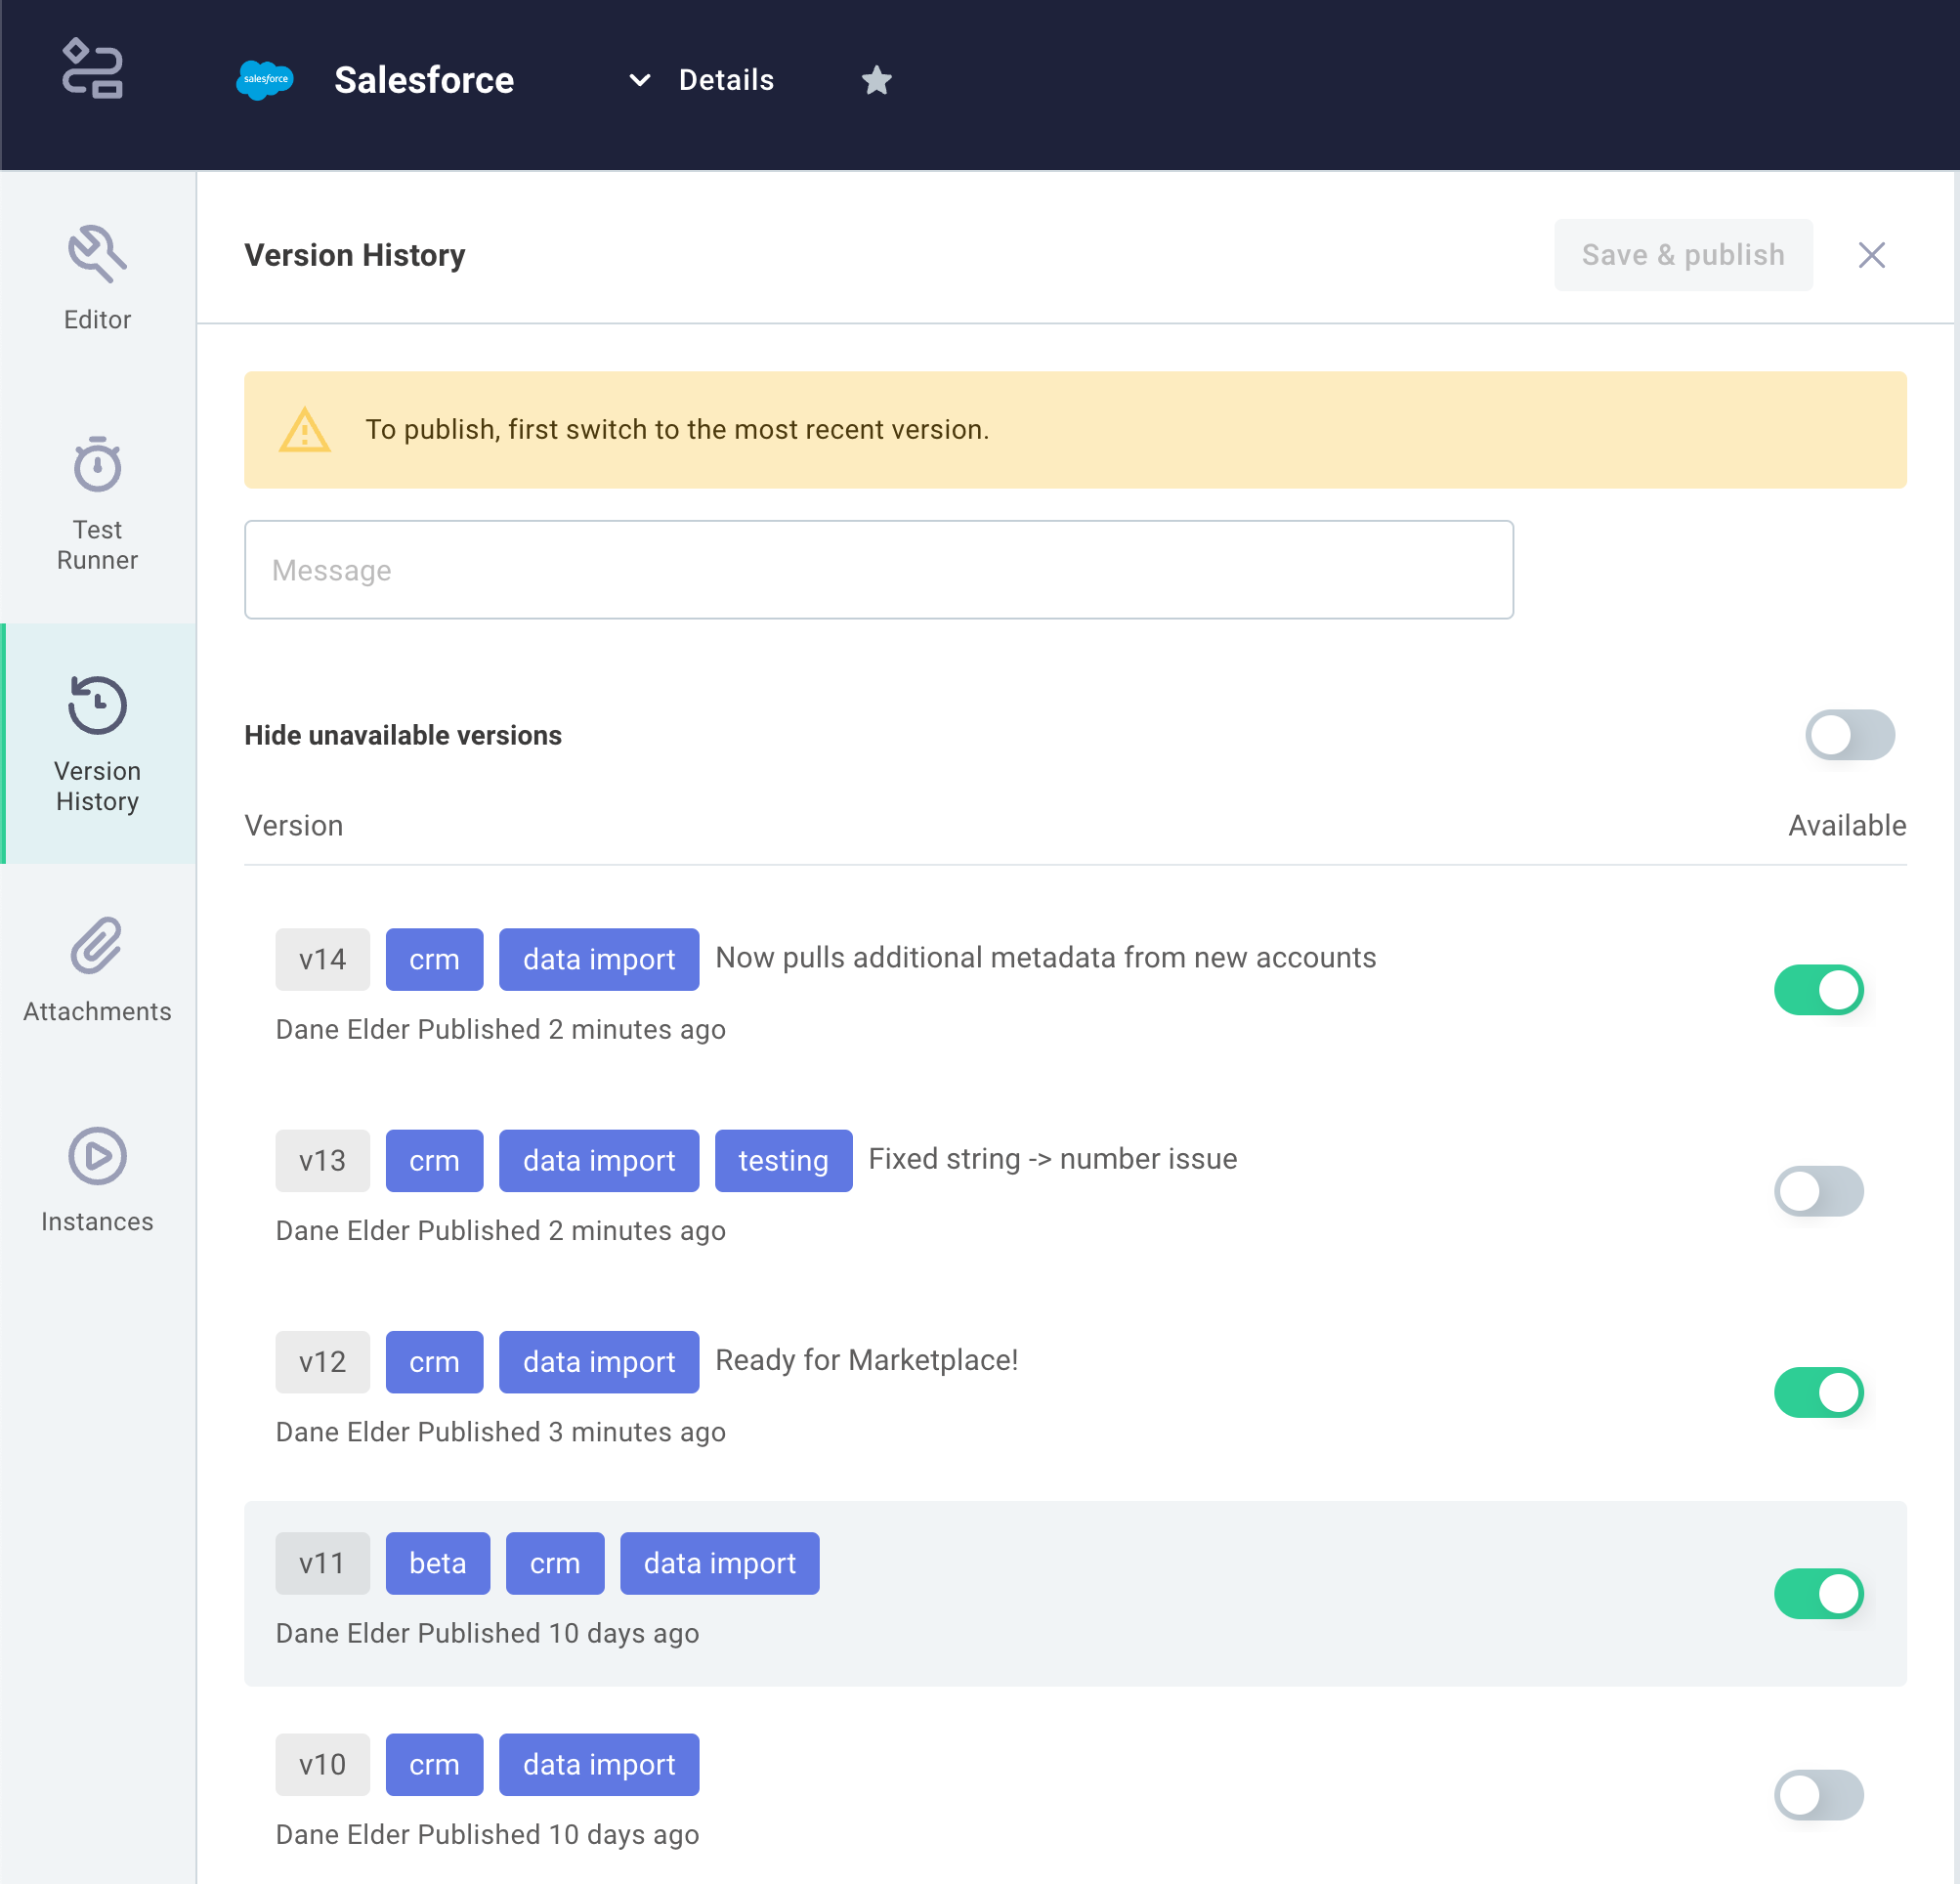 salesforce
Salesforce
Details
Editor
Test
Runner
Version
History
Attachments
Instances
Version History
Save & publish
To publish, first switch to the most recent version.
Message
Hide unavailable versions
Version Available
v14 crm data import Now pulls additional metadata from new accounts
Dane Elder Published 2 minutes ago
v13 crm data import testing Fixed string -> number issue
Dane Elder Published 2 minutes ago
v12 crm data import Ready for Marketplace!
Dane Elder Published 3 minutes ago
v11 beta crm data import
Dane Elder Published 10 days ago
v10 crm data import
Dane Elder Published 10 days ago